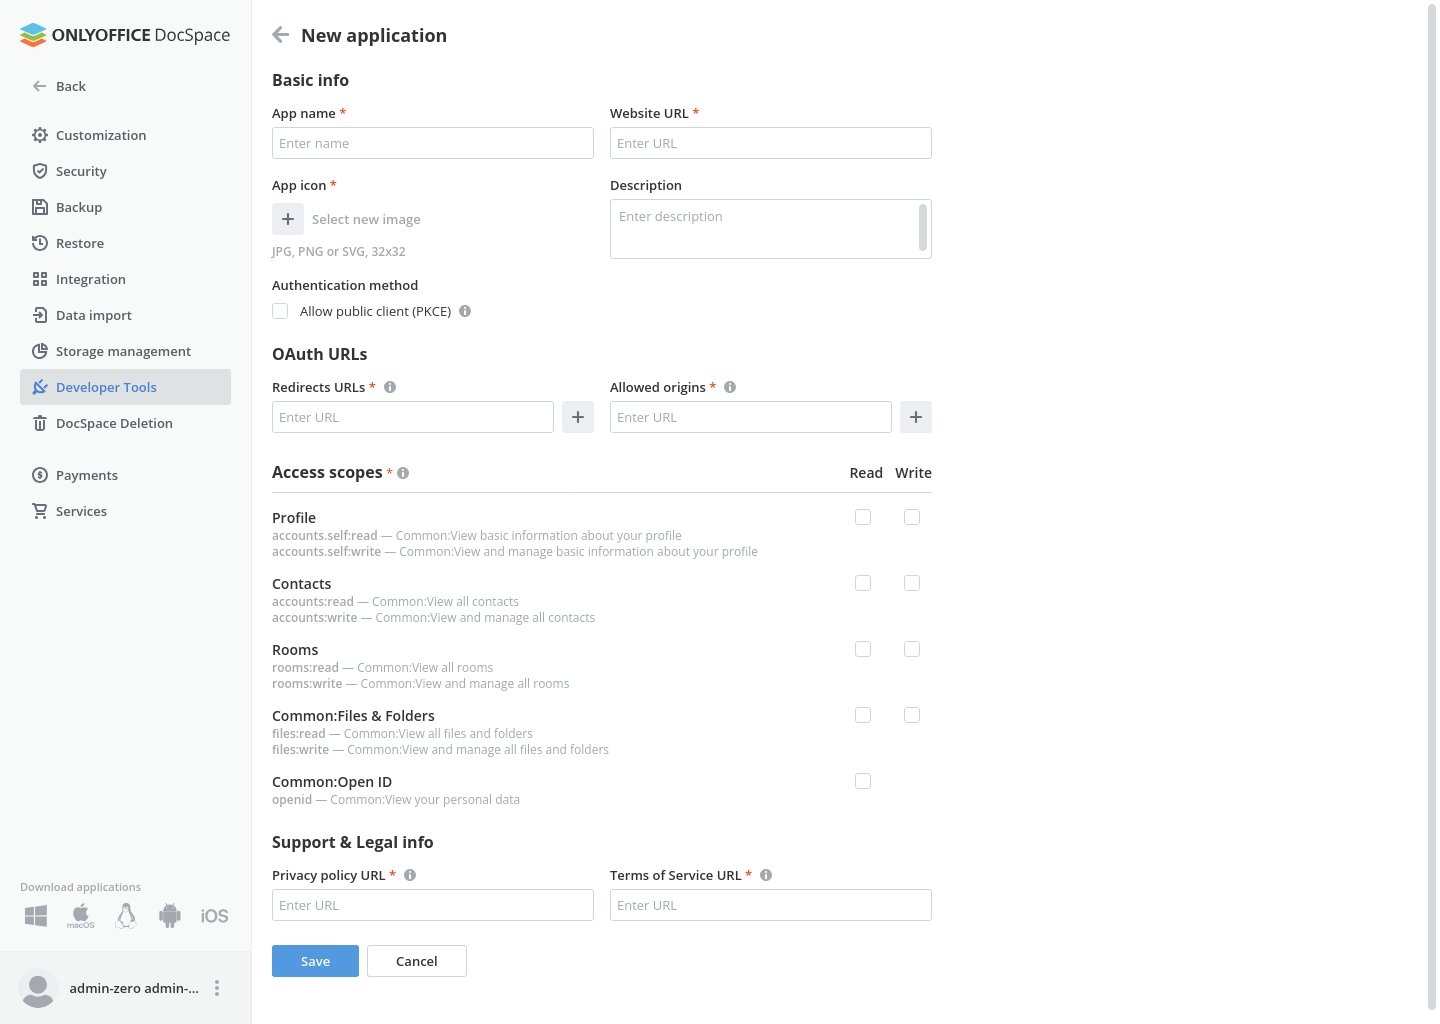 ONLYOFFICE DocSpace
Back
Customization
Security
Backup
Restore
Integration
Data import
Storage management
Developer Tools
DocSpace Deletion
Payments
Services
Download applications
macOS
iOS
admin-zero admin-...
New application
Basic info
App name *
Website URL *
Enter name
Enter URL
App icon *
Description
Select new image
Enter description
JPG, PNG or SVG, 32x32
Authentication method
Allow public client (PKCE)
OAuth URLs
Redirects URLs *
Allowed origins *
Enter URL
Enter URL
Access scopes *
Read
Write
Profile
accounts.self:read — Common:View basic information about your profile
accounts.self:write — Common:View and manage basic information about your profile
Contacts
accounts:read — Common:View all contacts
accounts:write — Common:View and manage all contacts
Rooms
rooms:read — Common:View all rooms
rooms:write — Common:View and manage all rooms
Common:Files & Folders
files:read — Common:View all files and folders
files:write — Common:View and manage all files and folders
Common:Open ID
openid — Common:View your personal data
Support & Legal info
Privacy policy URL *
Terms of Service URL *
Enter URL
Enter URL
Save
Cancel